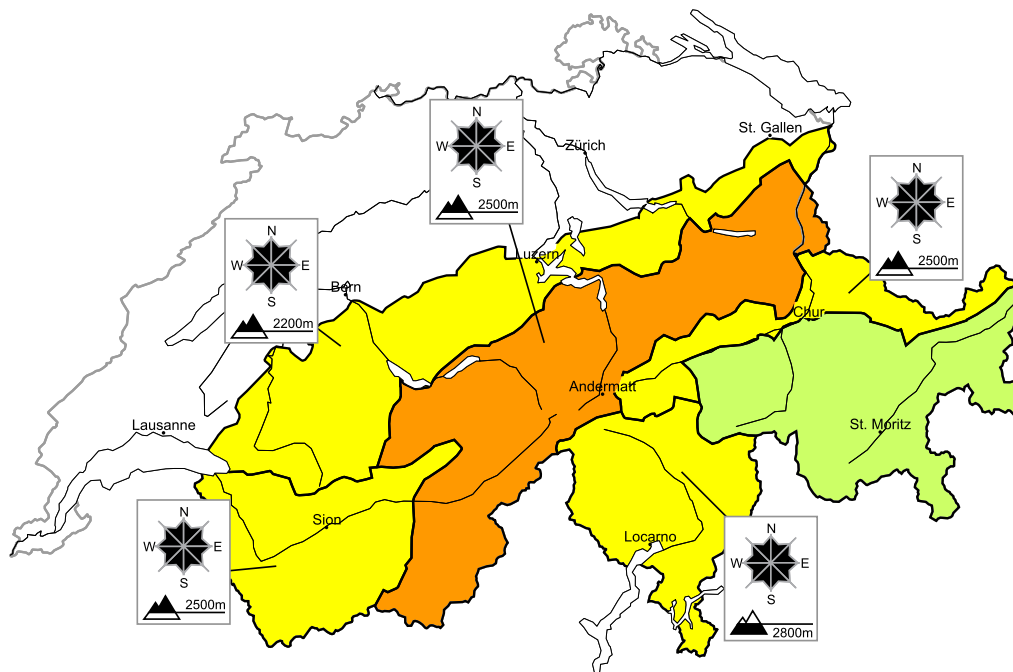 N
W E
S
2500m
St. Gallen
Zürich
N
W E
S
2500m
N
W E
S
2200m
Luzern
Bern
Chur
Andermatt
Lausanne
St. Moritz
N
W E
S
2500m
Sion
Locarno
N
W E
S
2800m